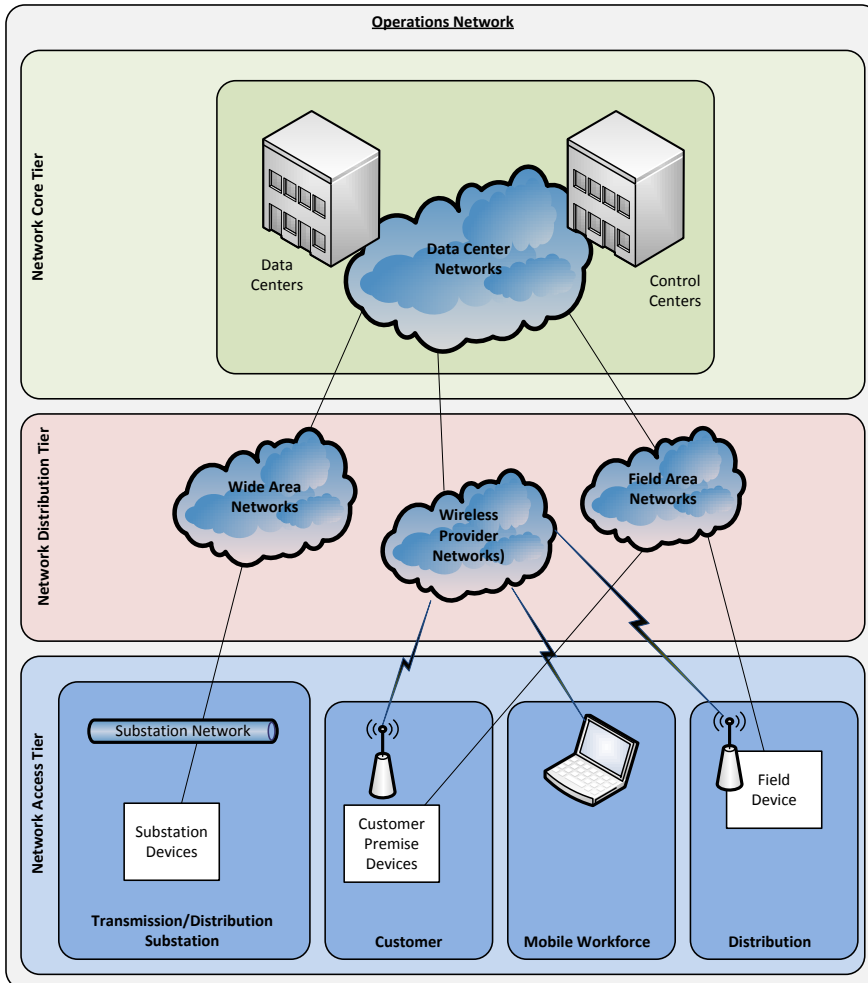 Operations Network
Network Core Tier
Data
Centers
Data Center
Networks
Control
Centers
Network Distribution Tier
Wide Area
Networks
Wireless
Provider
Networks)
Field Area
Networks
Network Access Tier
Substation Network
Substation
Devices
Transmission/Distribution
Substation
Customer
Premise
Devices
Customer
Mobile Workforce
Field
Device
Distribution